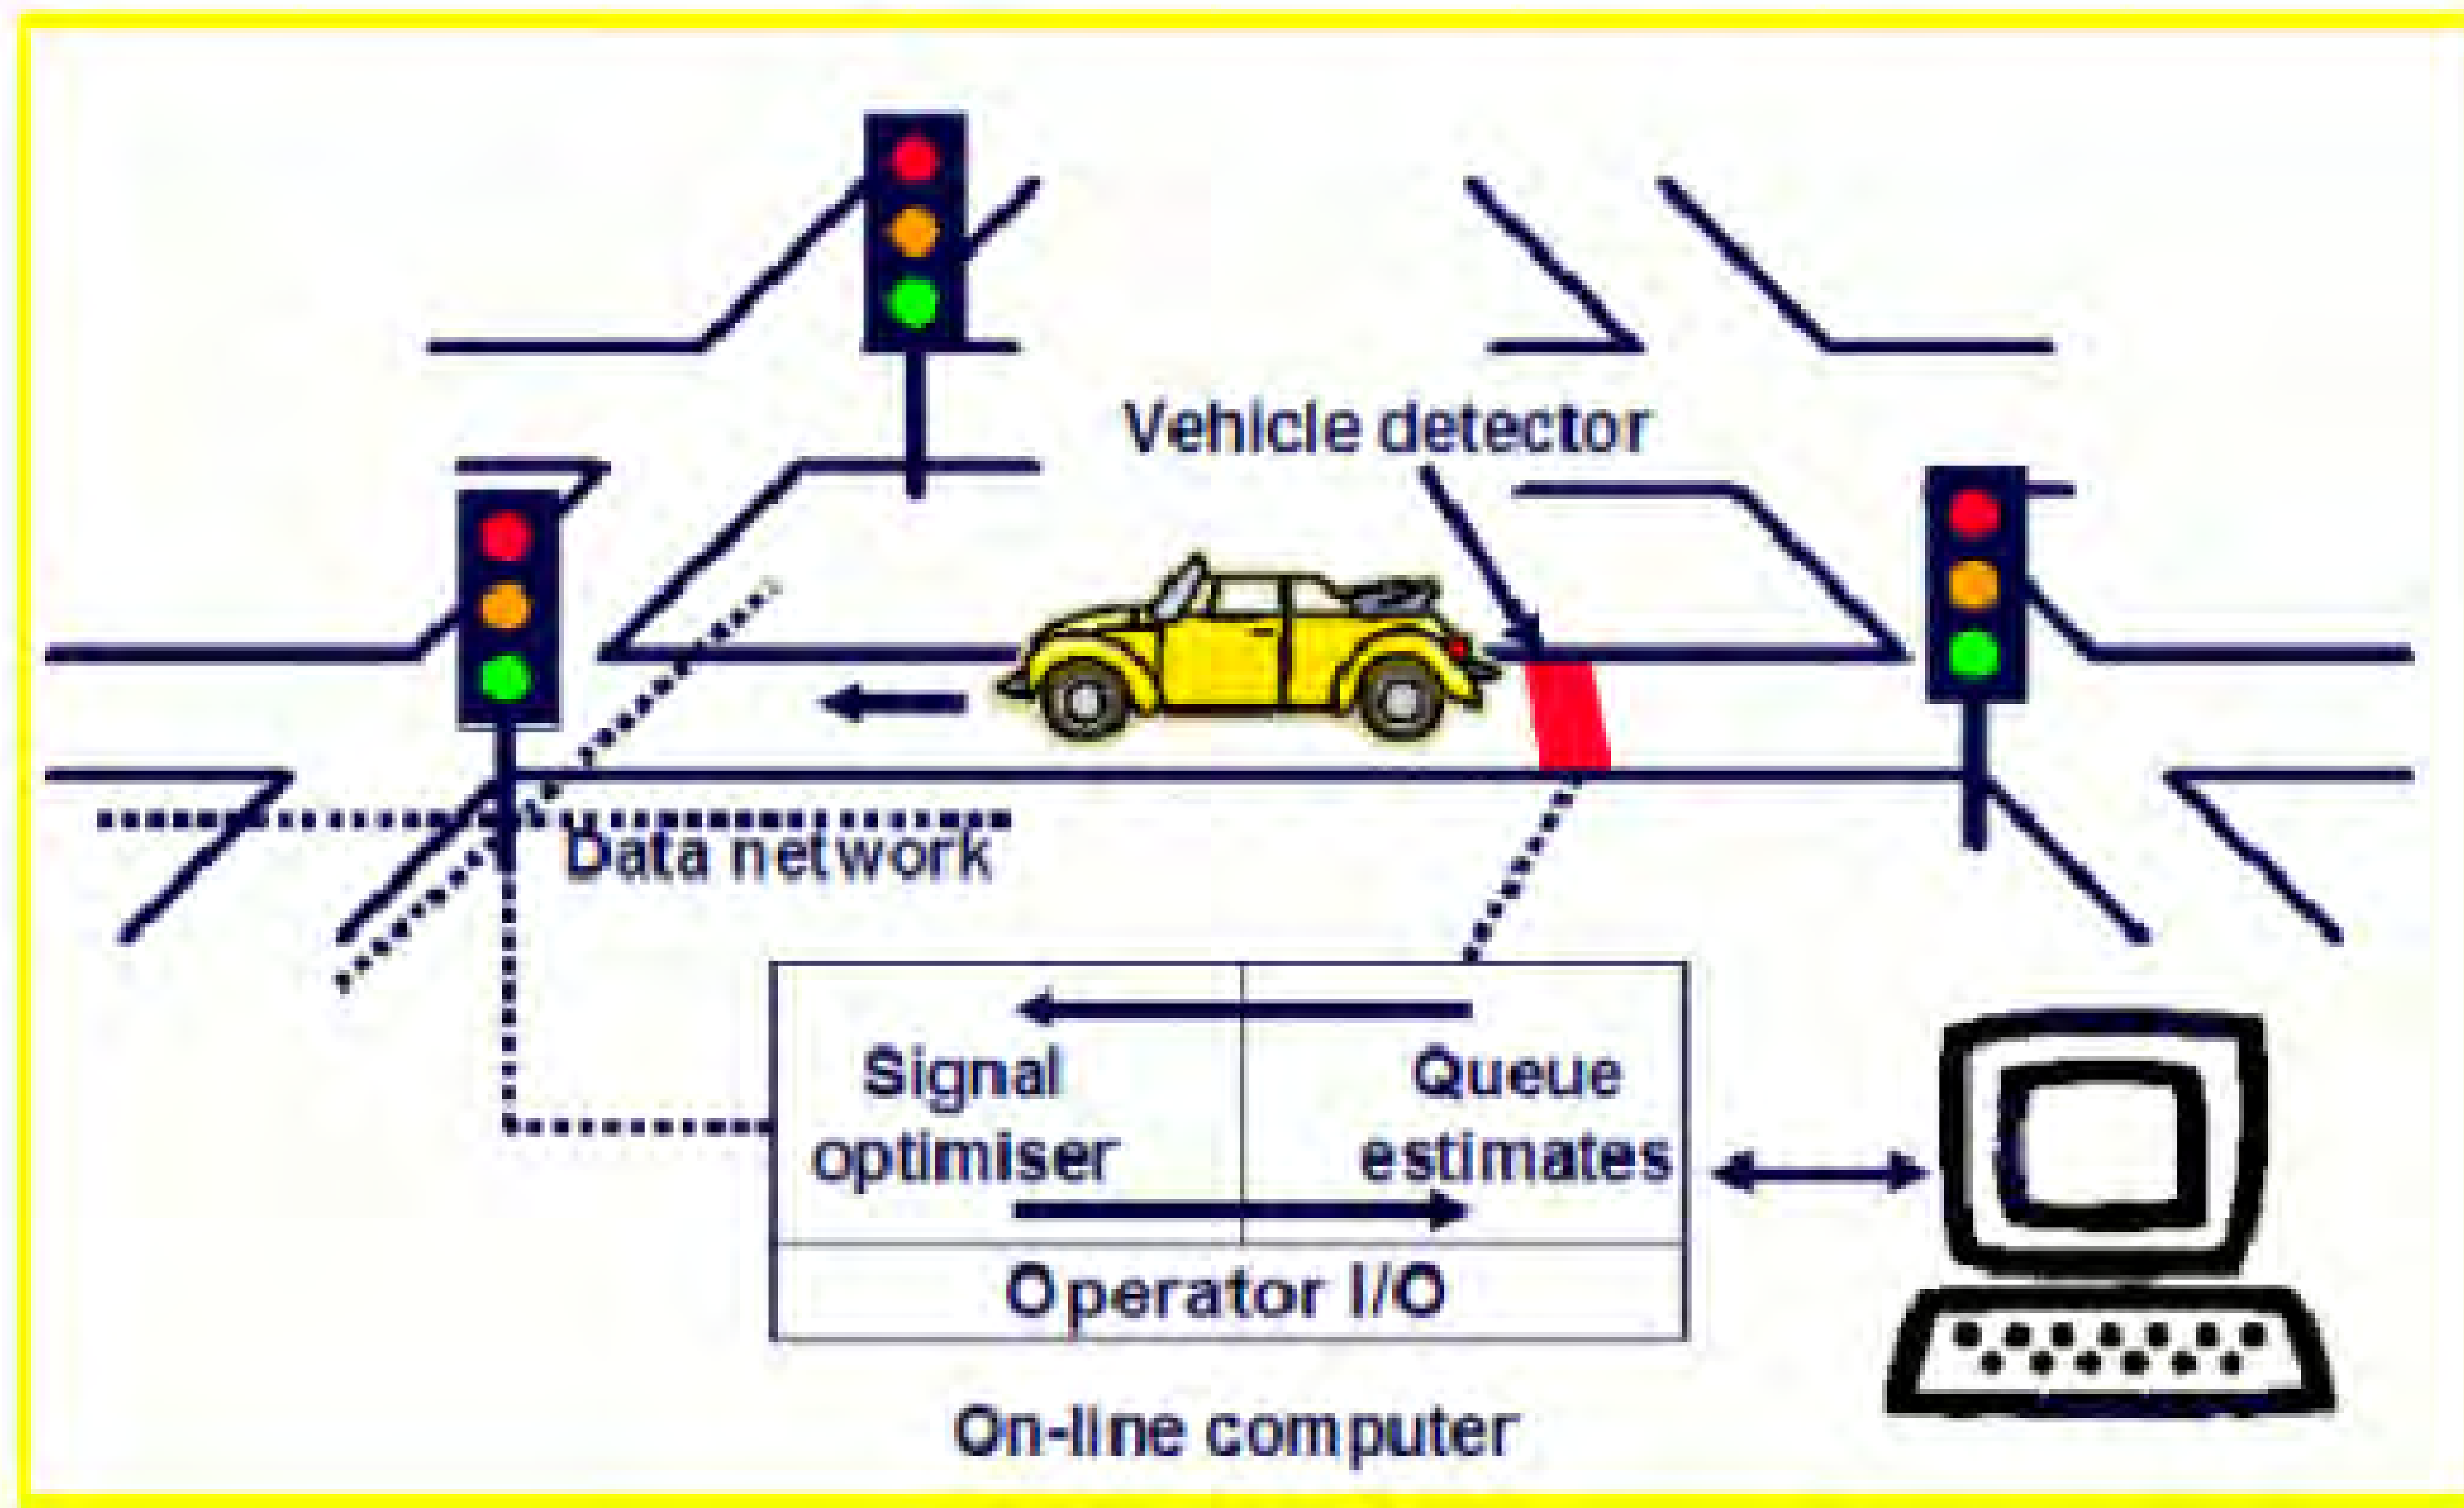 Vehicle detector
Data network
Signal
optimiser
Queue
estimates
Operator I/O
On-line computer